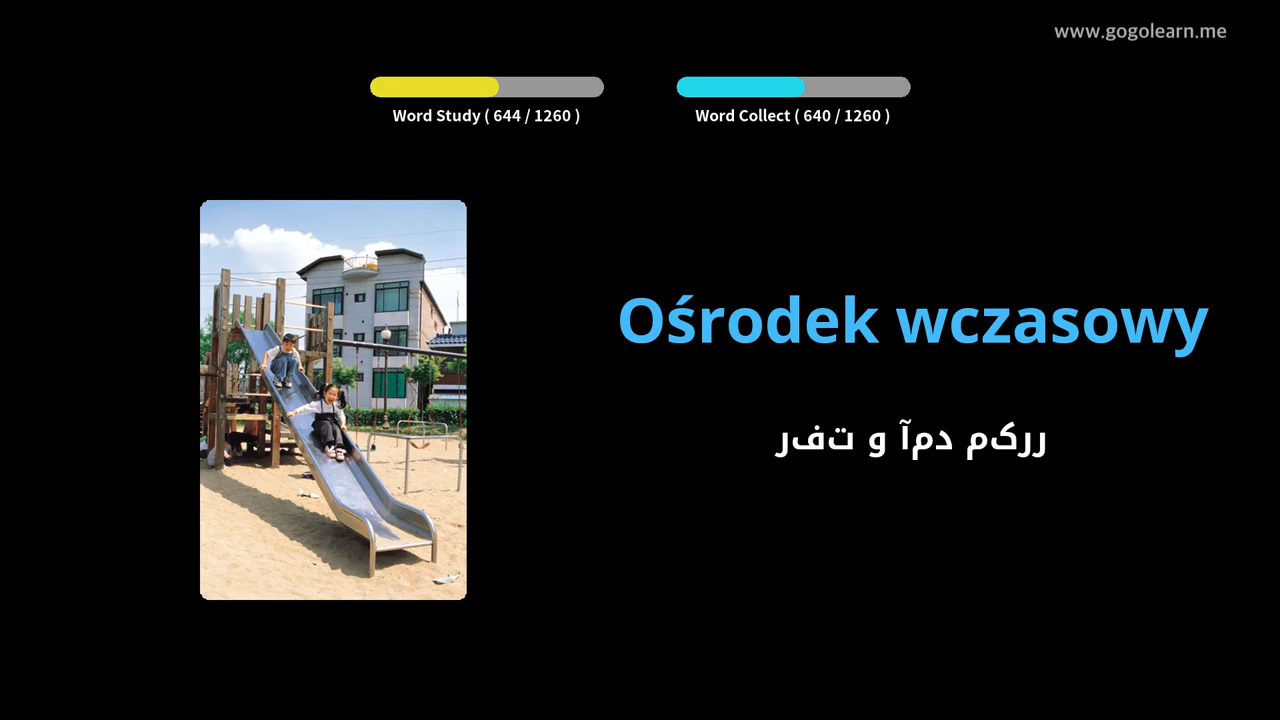 www.gogolearn.me
Word Study ( 644 / 1260 )
Word Collect ( 640 / 1260 )
Ośrodek wczasowy
ررکم دمآ و تفر